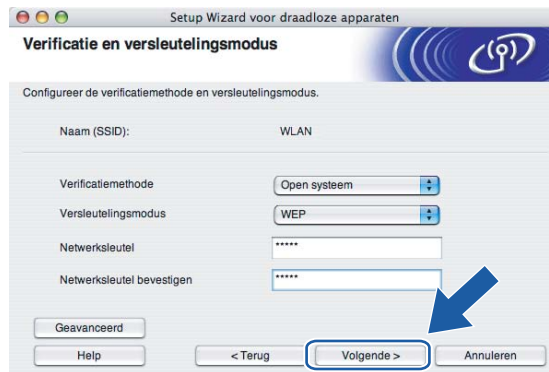 Setup Wizard voor draadloze apparaten
Verificatie en versleutelingsmodus
Configureer de verificatiemethode en versleutelingsmodus.
Naam (SSID): WLAN
Verificatiemethode Open systeem
Versleutelingsmodus WEP
Netwerksleutel *****
Netwerksleutel bevestigen *****
Geavanceerd
Help < Terug Volgende > Annuleren